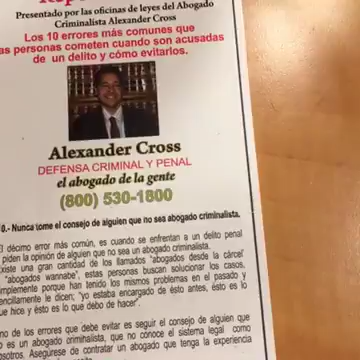 Presentado por las oficinas de leyes del Abogado
Criminalista Alexander Cross
Los 10 errores más comunes que
las personas cometen cuando son acusadas
de un delito y cómo evitarlos.
Alexander Cross
DEFENSA CRIMINAL Y PENAL
el abogado de la gente
(800) 530-1800
0.- Nunca tome el consejo de alguien que no sea abogado criminalista.
El décimo error más común, es cuando se enfrentan a un delito penal
piden la opinión de alguien que no sea un abogado criminalista.
Existe una gran cantidad de los llamados "abogados desde la cárcel
"abogados wannabe", estas personas buscan solucionar los casos,
simplemente porque han tenido los mismos problemas en el pasado y
sencillamente le dicen; "yo estaba encargado de ésto antes, ésto es lo
que hice y ésto es lo que debo de hacer".
no de los errores que debe evitar es seguir el consejo de alguien que
o es un abogado criminalista, que no conoce el sistema legal como
nosotros. Asegúrese de contratar un abogado que tenga la experiencia